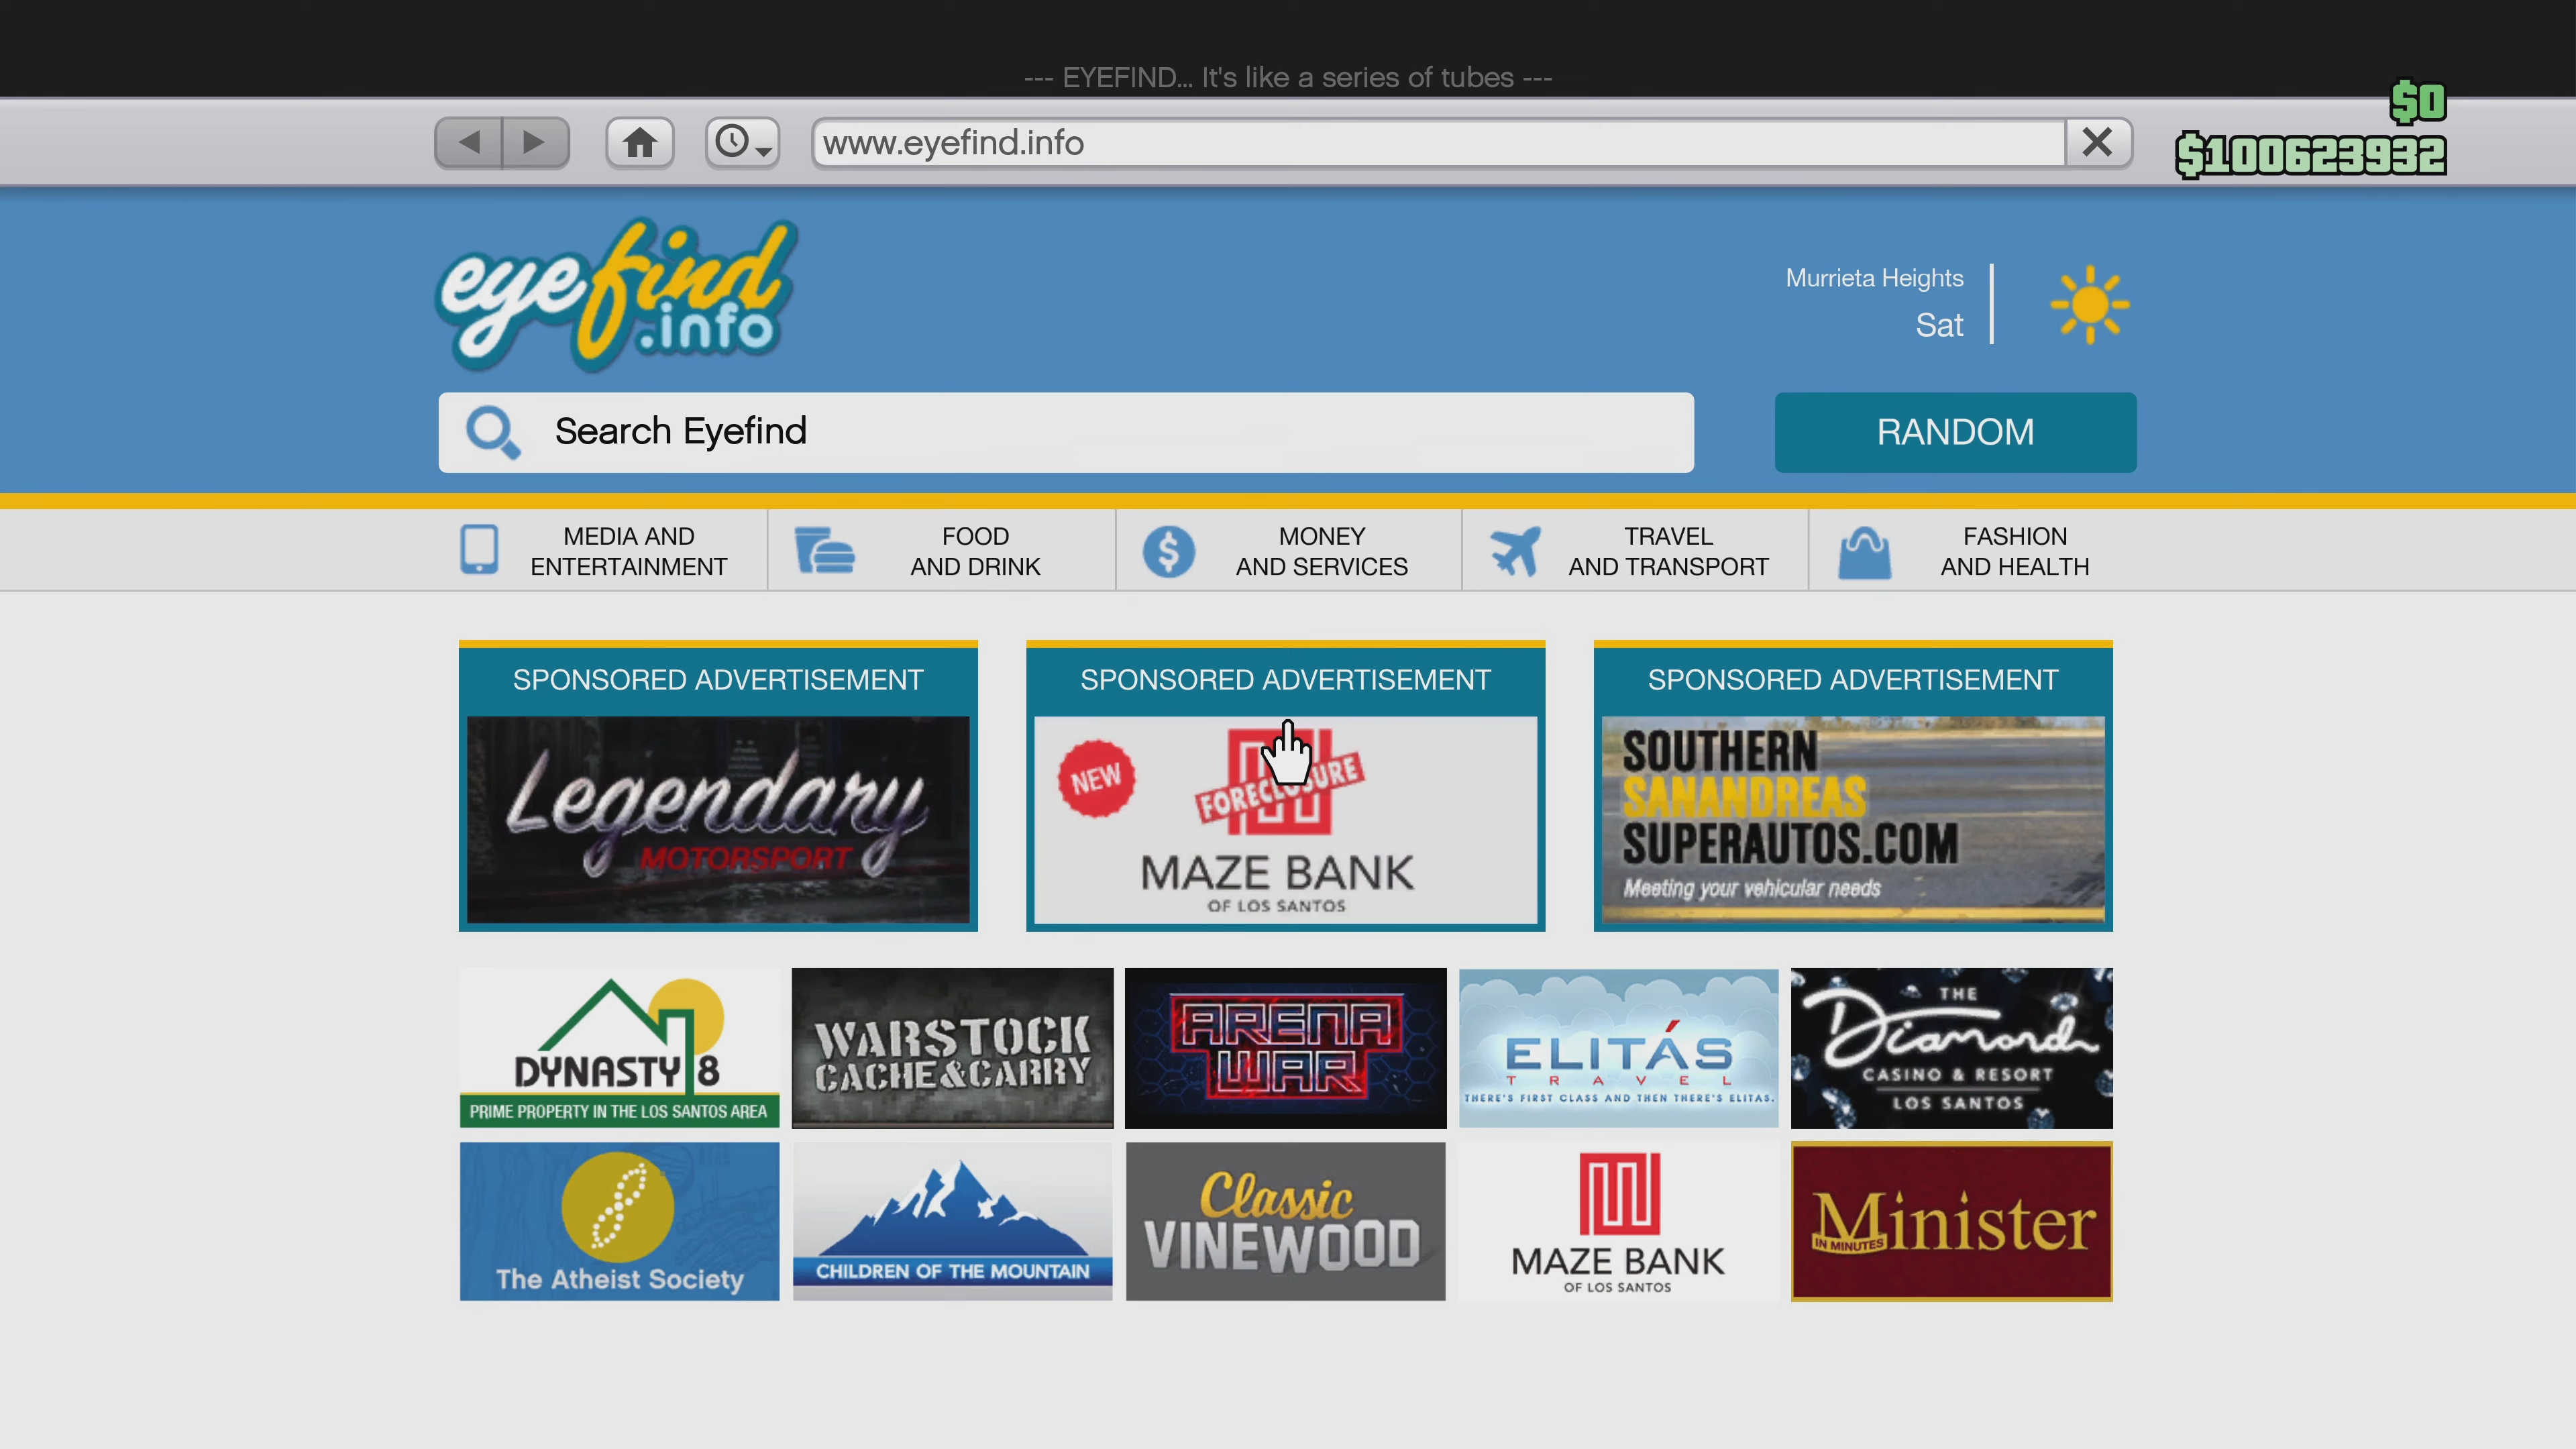 --- EYEFIND... It's like a series of tubes ---
$0
www.eyefind.info
$100623932
eyefind
.info
Murrieta Heights
Sat
Search Eyefind
RANDOM
MEDIA AND
ENTERTAINMENT
FOOD
AND DRINK
MONEY
AND SERVICES
TRAVEL
AND TRANSPORT
FASHION
AND HEALTH
SPONSORED ADVERTISEMENT
Legendary
MOTORSPORT
SPONSORED ADVERTISEMENT
NEW
FORECLOSURE
MAZE BANK
OF LOS SANTOS
SPONSORED ADVERTISEMENT
SOUTHERN
SANANDREAS
SUPERAUTOS.COM
Meeting your vehicular needs
DYNASTY 8
PRIME PROPERTY IN THE LOS SANTOS AREA
WARSTOCK
CACHE&CARRY
ARENA
WAR
ELITÁS
TRAVEL
THERE'S FIRST CLASS AND THEN THERE'S ELITAS.
THE
Diamond
CASINO & RESORT
LOS SANTOS
The Atheist Society
CHILDREN OF THE MOUNTAIN
Classic
VINEWOOD
MAZE BANK
OF LOS SANTOS
Minister
IN MINUTES